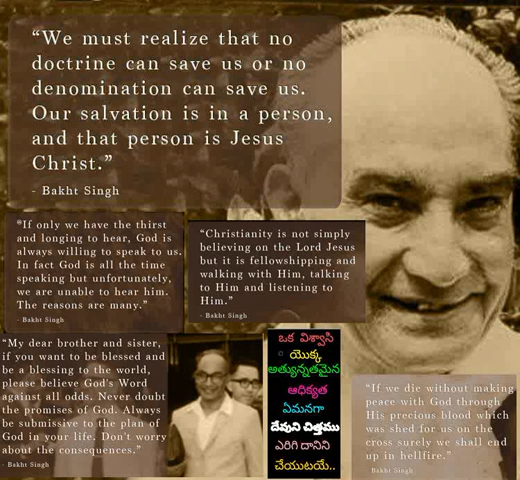 “We must realize that no
doctrine can save us or no
denomination can save us.
Our salvation is in a person,
and that person is Jesus
Christ.”
- Bakht Singh
“If only we have the thirst
and longing to hear, God is
always willing to speak to us.
In fact God is all the time
speaking but unfortunately,
we are unable to hear him.
The reasons are many.”
- Bakht Singh
“Christianity is not simply
believing on the Lord Jesus
but it is fellowshipping and
walking with Him, talking
to Him and listening to
Him.”
- Bakht Singh
“My dear brother and sister,
if you want to be blessed and
be a blessing to the world,
please believe God's Word
against all odds. Never doubt
the promises of God. Always
be submissive to the plan of
God in your life. Don't worry
about the consequences.”
- Bakht Singh
ఒక విశ్వాసి
యొక్క
అత్యున్నతమైన
ఆధిక్యత
ఏమనగా
దేవుని చిత్తము
ఎరిగి దానిని
చేయుటయే..
“If we die without making
peace with God through
His precious blood which
was shed for us on the
cross surely we shall end
up in hellfire.”
- Bakht Singh